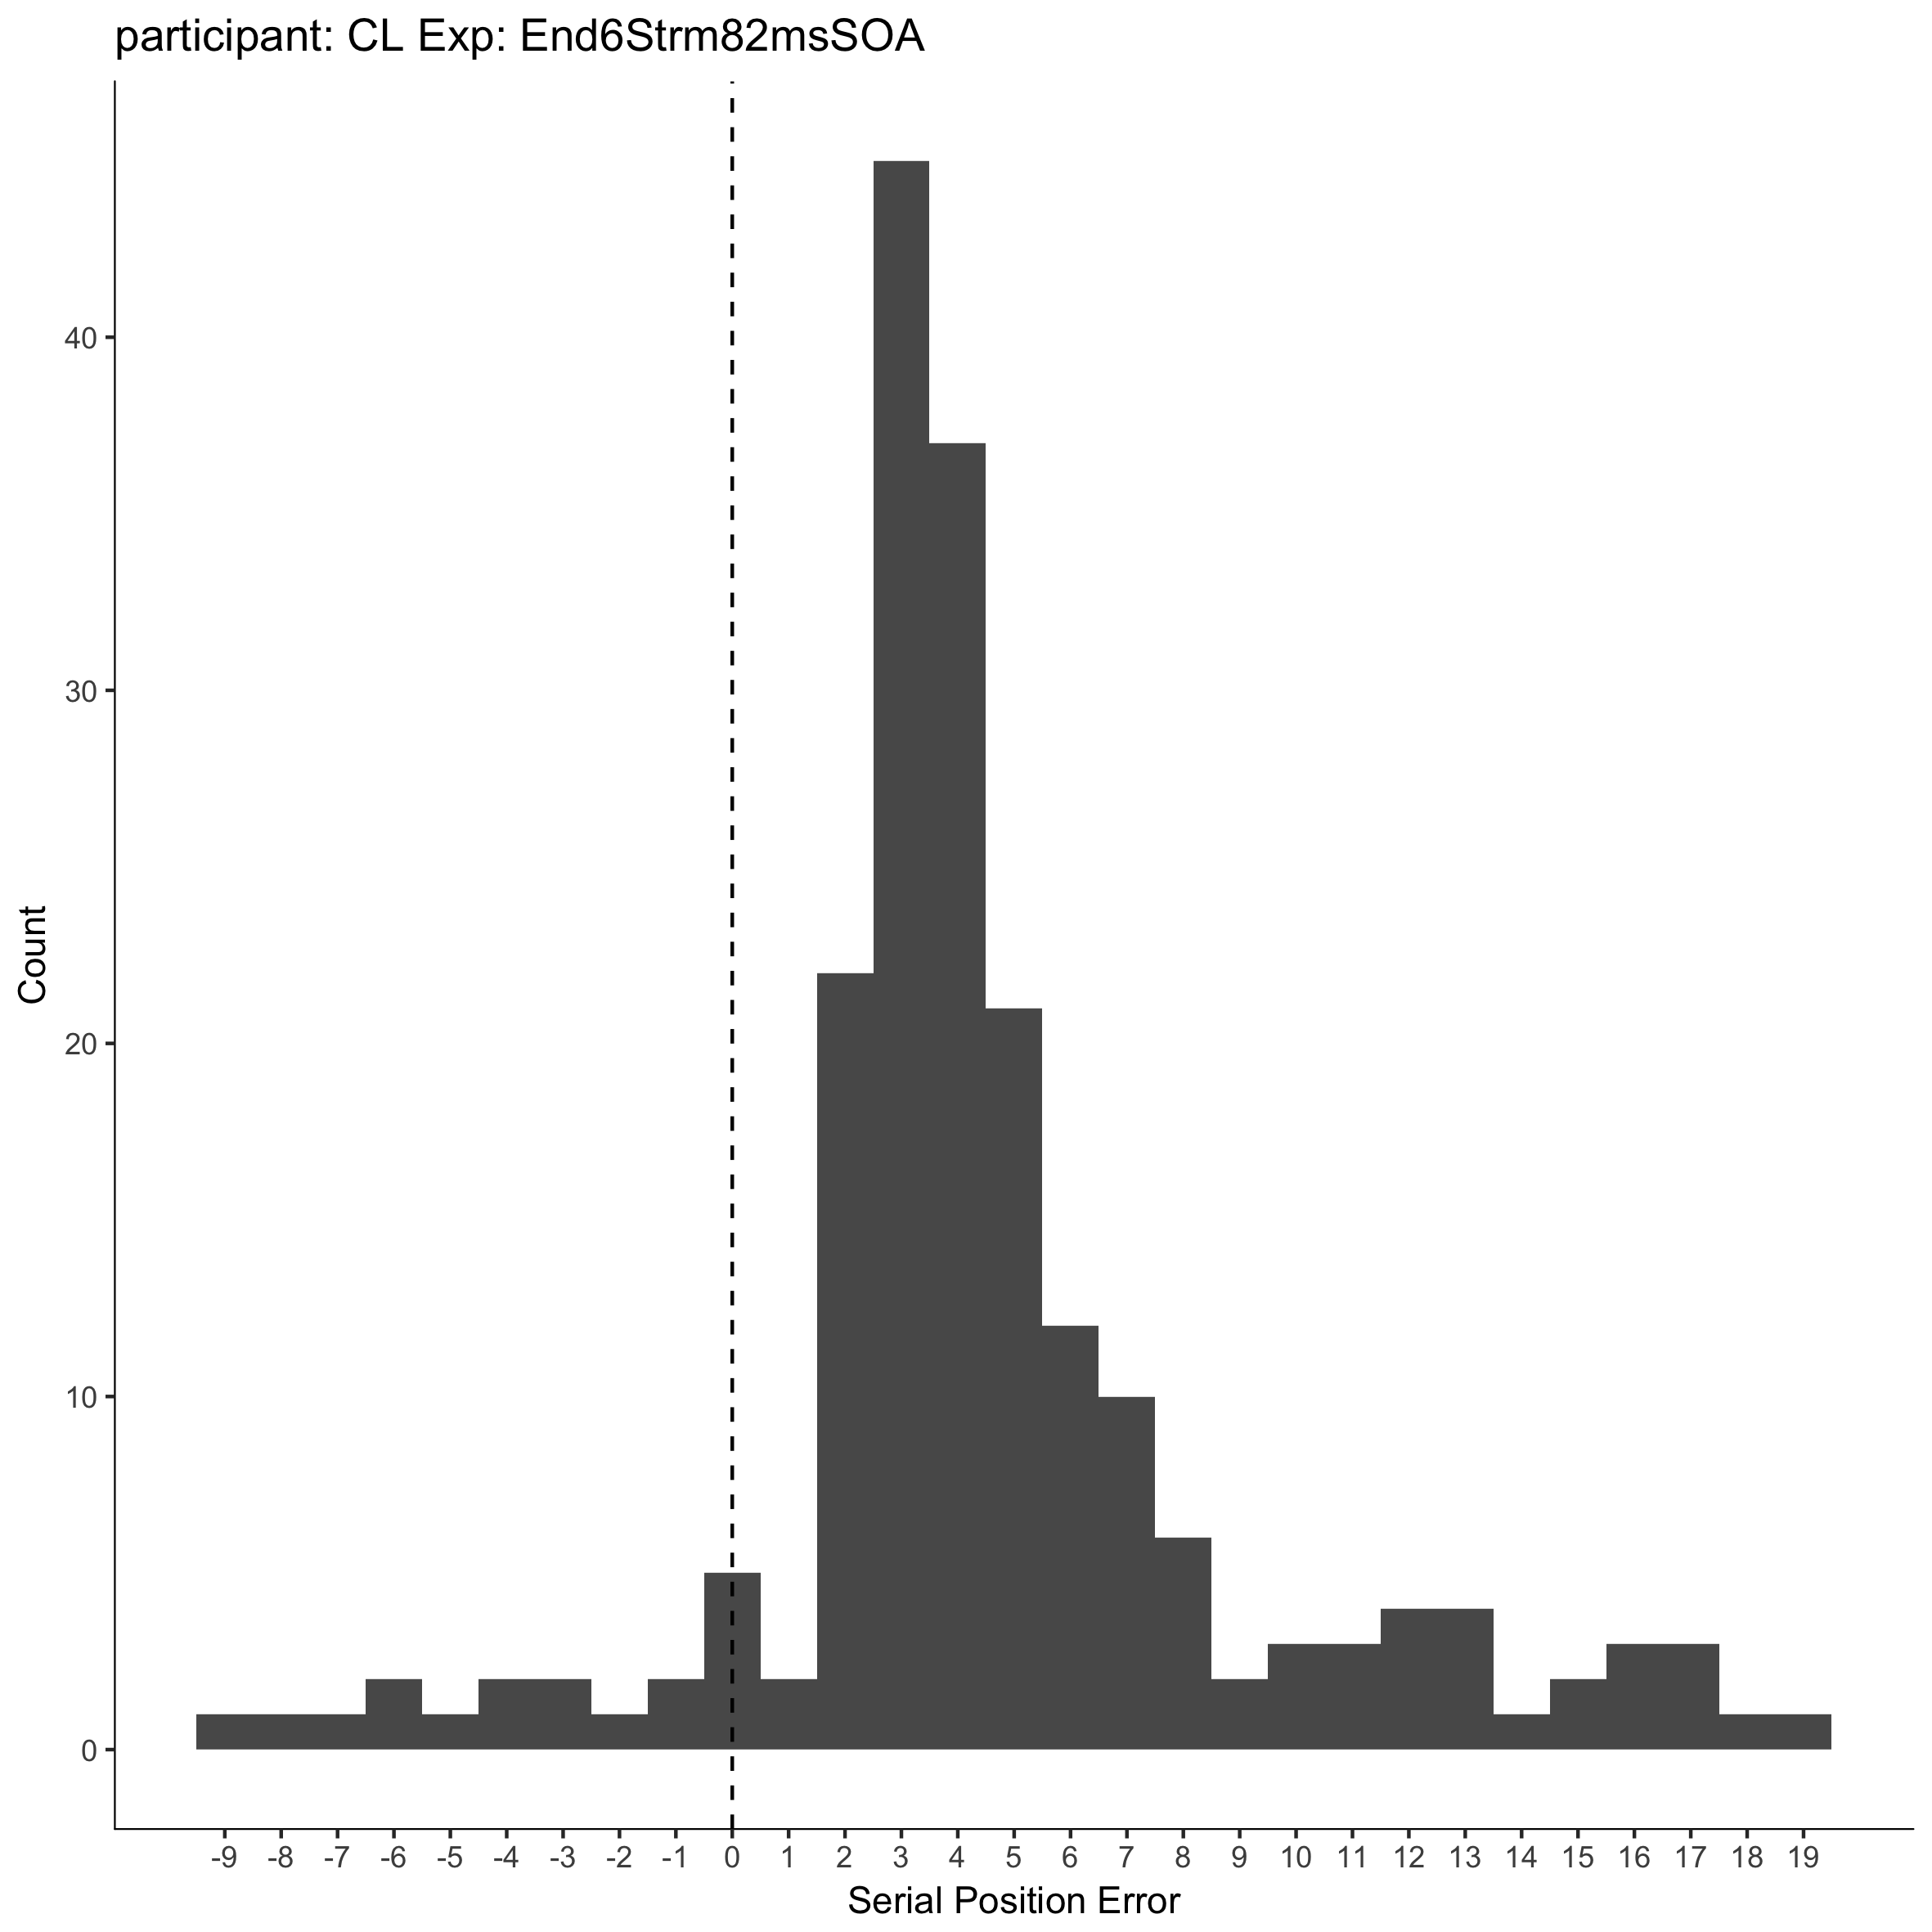 participant: CL Exp: End6Strm82msSOA
Count
40
30
20
10
0
-9 -8 -7 -6 -5 -4 -3 -2 -1 0 1 2 3 4 5 6 7 8 9 10 11 12 13 14 15 16 17 18 19
Serial Position Error